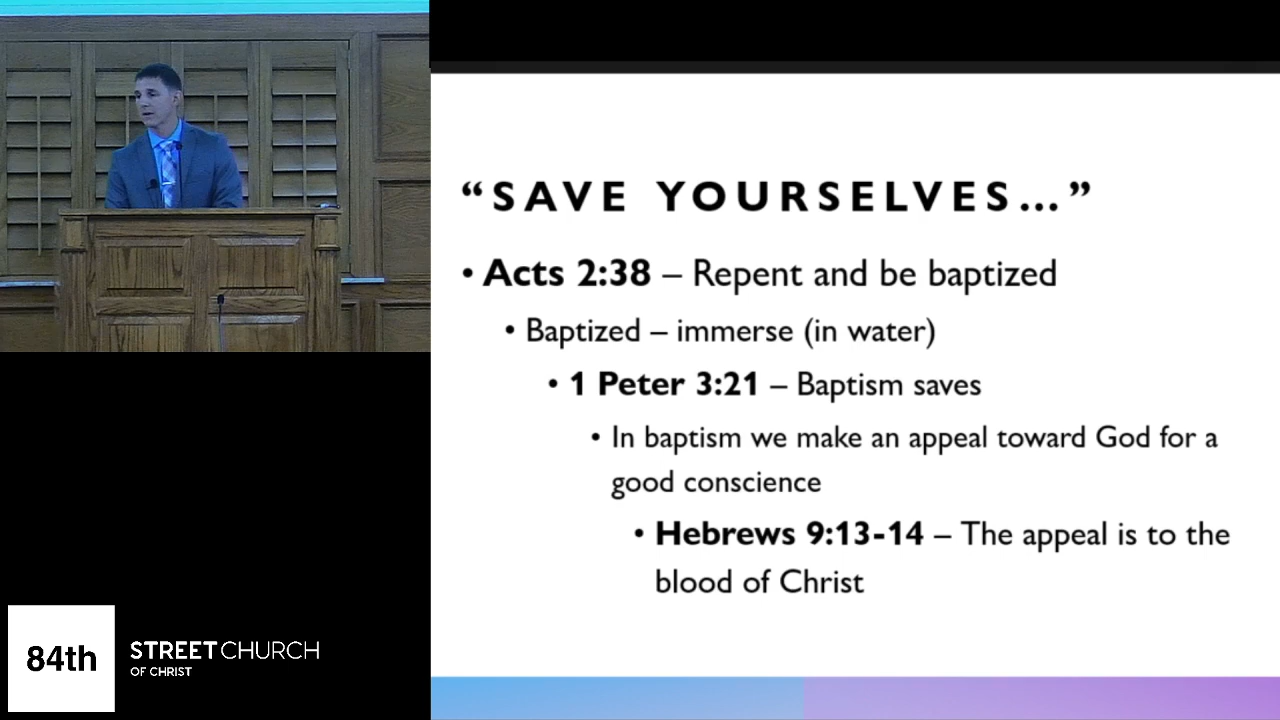 “SAVE YOURSELVES…”
• Acts 2:38 – Repent and be baptized
• Baptized – immerse (in water)
• 1 Peter 3:21 – Baptism saves
• In baptism we make an appeal toward God for a
good conscience
• Hebrews 9:13-14 – The appeal is to the
blood of Christ
84th
STREET CHURCH
OF CHRIST